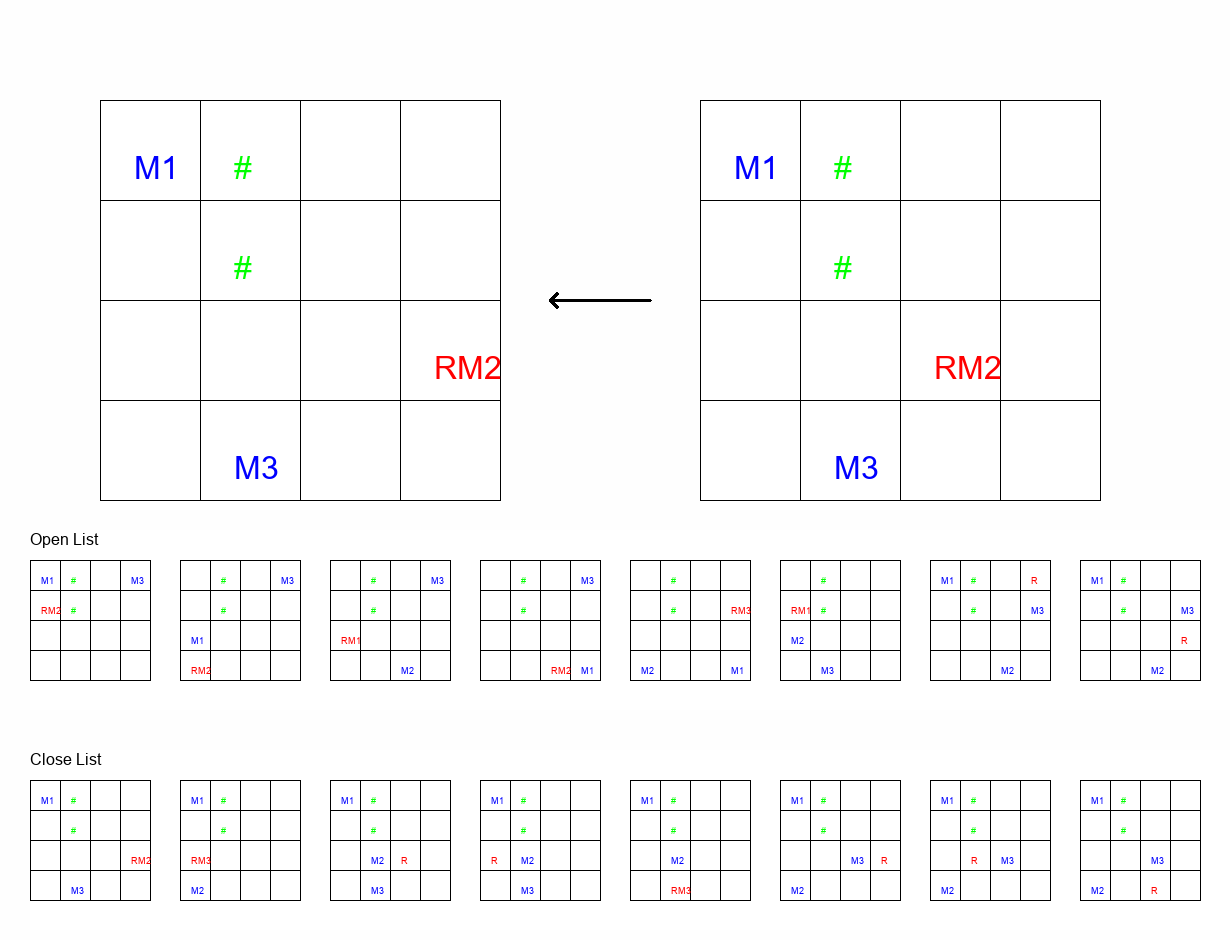 M1 # M1 #
# #
RM2 RM2
M3 M3
Open List
M1 # M3 # M3 # M3 # M3 # # M1 # R M1 #
RM2 # # # # # RM3 RM1 # # M3 # M3
M1 RM1 M2 R
RM2 M2 RM2 M1 M2 M1 M3 M2 M2
Close List
M1 # M1 # M1 # M1 # M1 # M1 # M1 # M1 #
# # # # # # # #
RM2 RM3 M2 R R M2 M2 M3 R R M3 M3
M3 M2 M3 M3 RM3 M2 M2 M2 R